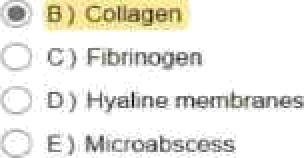 B) Collagen
C) Fibrinogen
D) Hyaline membranes
E) Microabscess